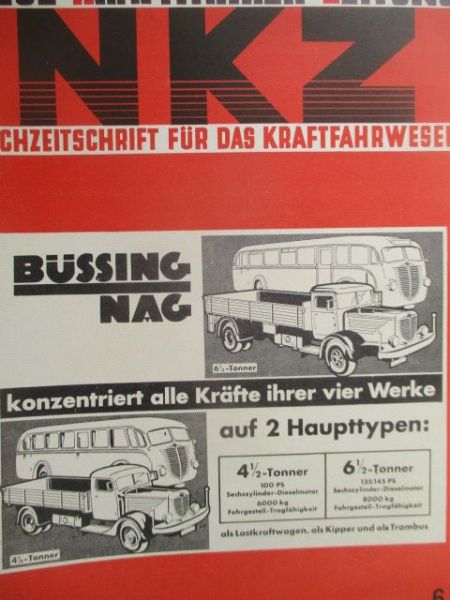 NKZ
CHZEITSCHRIFT FÜR DAS KRAFTFAHRWESE
BÜSSING
NAG
6½-Tonner
konzentriert alle Kräfte ihrer vier Werke
auf 2 Haupttypen:
4½-Tonner
100 PS
Sechszylinder-Dieselmotor
6000 kg
Fahrgestell-Tragfähigkeit
6½-Tonner
135/145 PS
Sechszylinder-Dieselmotor
8000 kg
Fahrgestell-Tragfähigkeit
4½-Tonner
als Lastkraftwagen, als Kipper und als Trambus
6